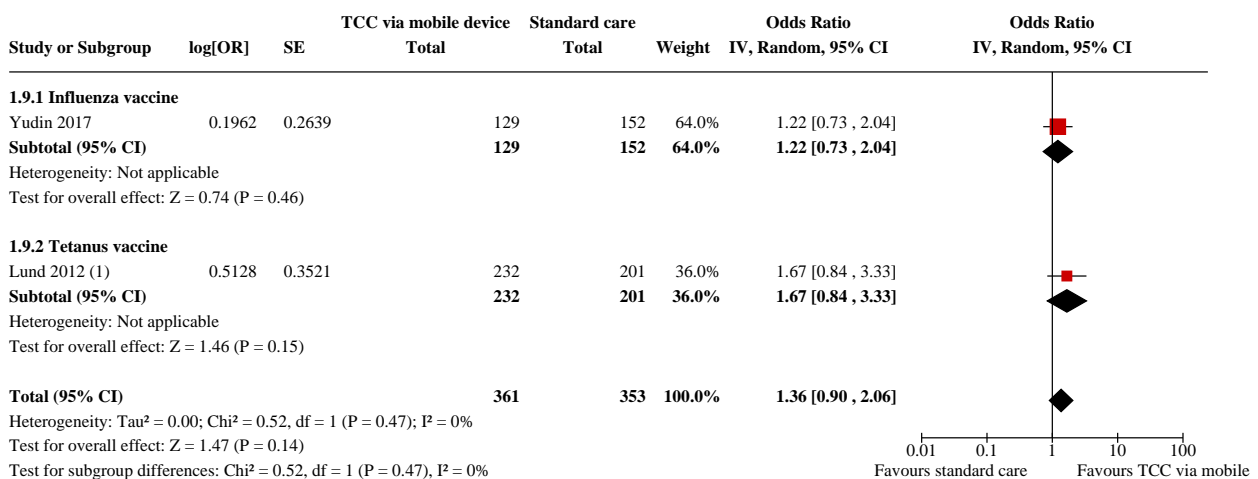 TCC via mobile device Standard care Odds Ratio Odds Ratio
Study or Subgroup log[OR] SE Total Total Weight IV, Random, 95% CI IV, Random, 95% CI
1.9.1 Influenza vaccine
Yudin 2017 0.1962 0.2639 129 152 64.0% 1.22 [0.73 , 2.04]
Subtotal (95% CI) 129 152 64.0% 1.22 [0.73 , 2.04]
Heterogeneity: Not applicable
Test for overall effect: Z = 0.74 (P = 0.46)
1.9.2 Tetanus vaccine
Lund 2012 (1) 0.5128 0.3521 232 201 36.0% 1.67 [0.84 , 3.33]
Subtotal (95% CI) 232 201 36.0% 1.67 [0.84 , 3.33]
Heterogeneity: Not applicable
Test for overall effect: Z = 1.46 (P = 0.15)
Total (95% CI) 361 353 100.0% 1.36 [0.90 , 2.06]
Heterogeneity: Tau² = 0.00; Chi² = 0.52, df = 1 (P = 0.47); I² = 0%
Test for overall effect: Z = 1.47 (P = 0.14) 0.01 0.1 1 10 100
Test for subgroup differences: Chi² = 0.52, df = 1 (P = 0.47), I² = 0% Favours standard care Favours TCC via mobile